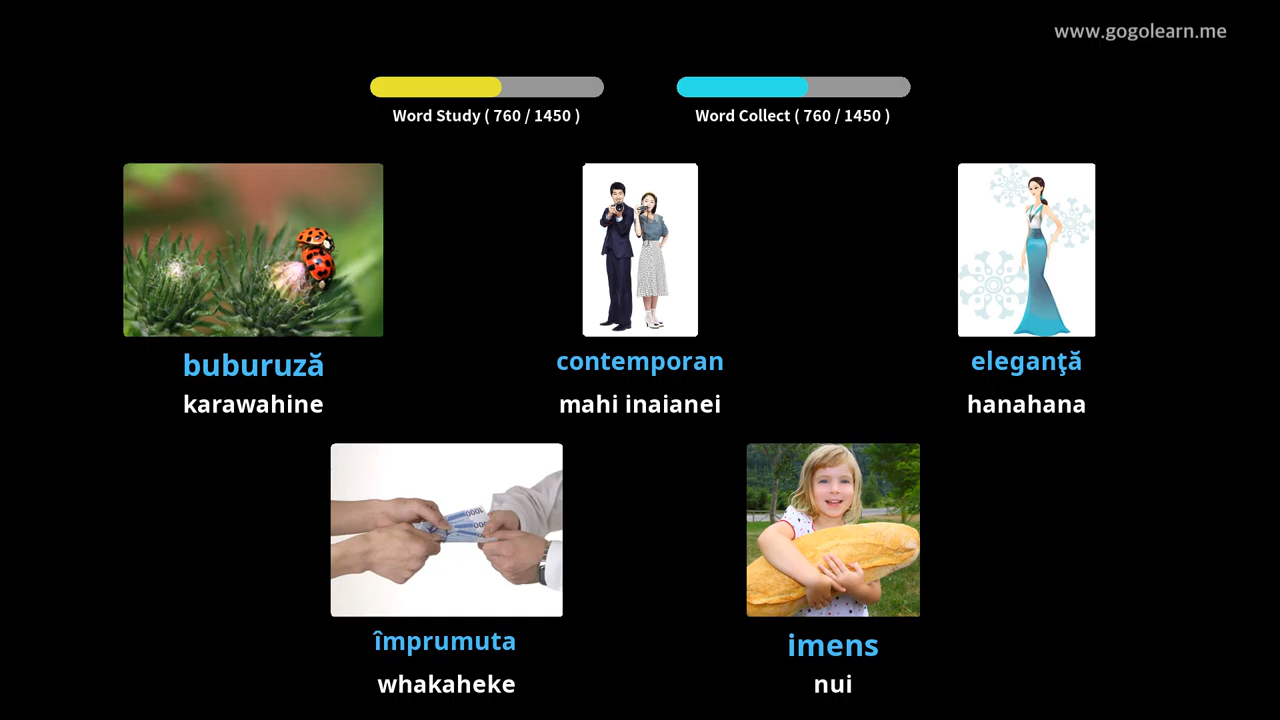 www.gogolearn.me
Word Study ( 760 / 1450 )
Word Collect ( 760 / 1450 )
buburuză
karawahine
contemporan
mahi inaianei
eleganţă
hanahana
împrumuta
whakaheke
imens
nui